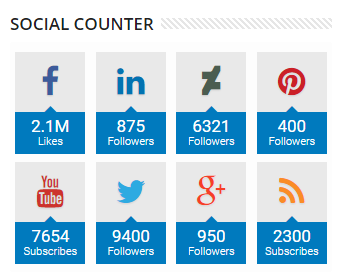 SOCIAL COUNTER
2.1M
Likes
875
Followers
6321
Followers
400
Followers
You
Tube
7654
Subscribes
9400
Followers
g+
950
Followers
2300
Subscribes